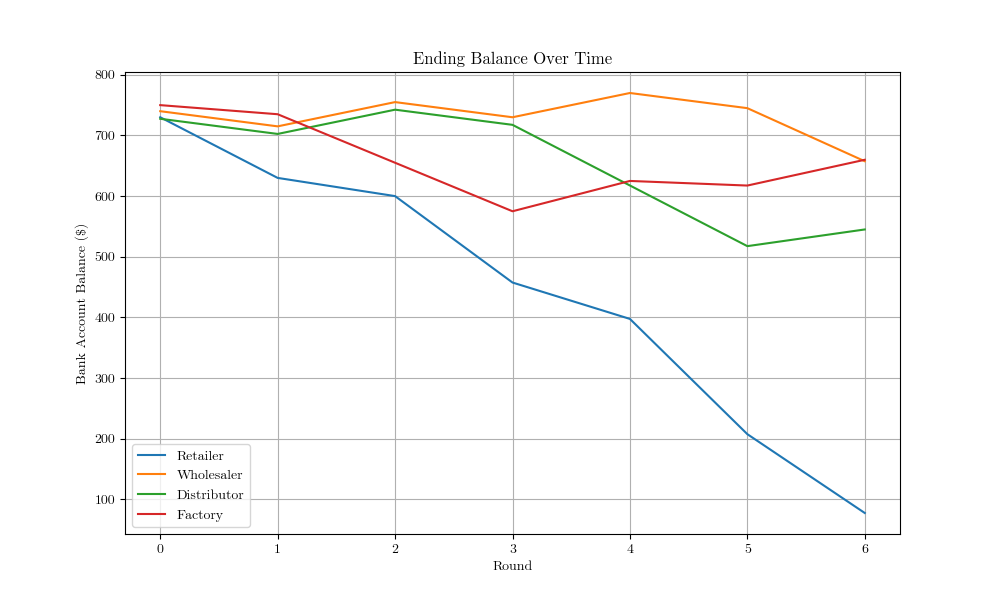 Ending Balance Over Time
800
700
600
500
400
300
200
100
Bank Account Balance ($)
Retailer
Wholesaler
Distributor
Factory
0 1 2 3 4 5 6
Round